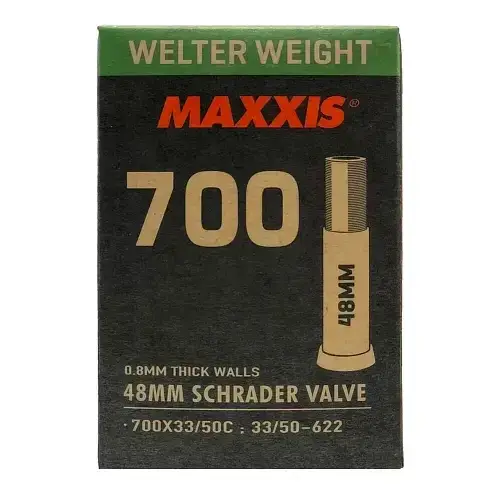 WELTER WEIGHT
MAXXIS®
700
48MM
0.8MM THICK WALLS
48MM SCHRADER VALVE
·700X33/50C ; 33/50-622